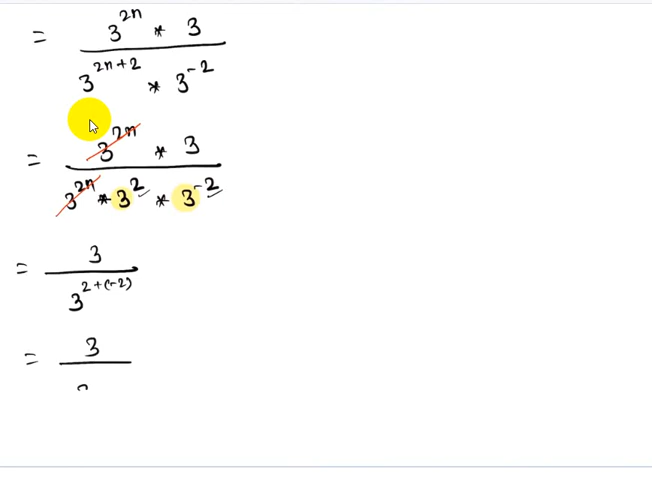 = 3^{2n} * 3
3^{2n+2} * 3^{-2}
= 3^{2n} * 3
3^{2n} * 3^2 * 3^{-2}
= 3
3^{2+(-2)}
= 3